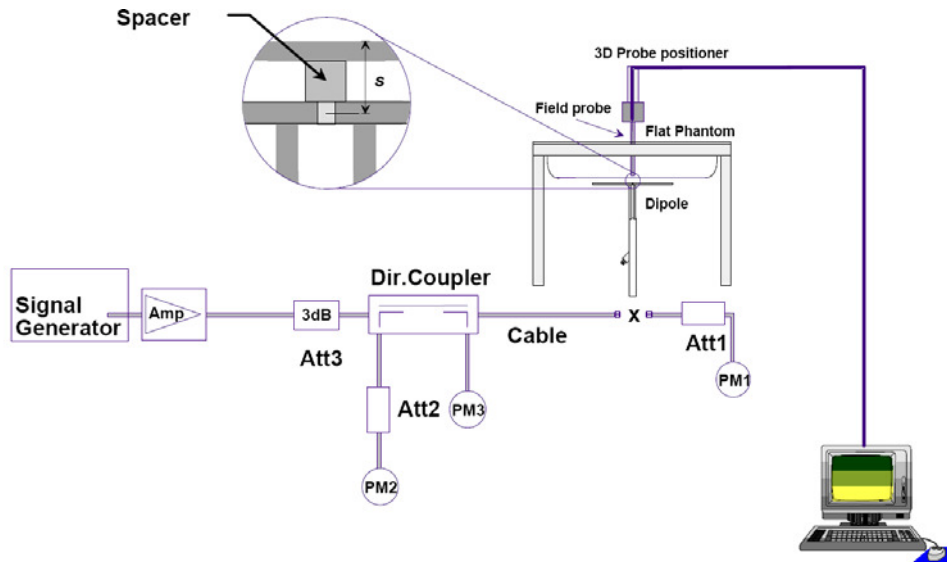 Spacer
s
3D Probe positioner
Field probe
Flat Phantom
Dipole
Signal
Generator
Amp
3dB
Att3
Dir.Coupler
Cable
x
Att1
PM1
Att2
PM3
PM2